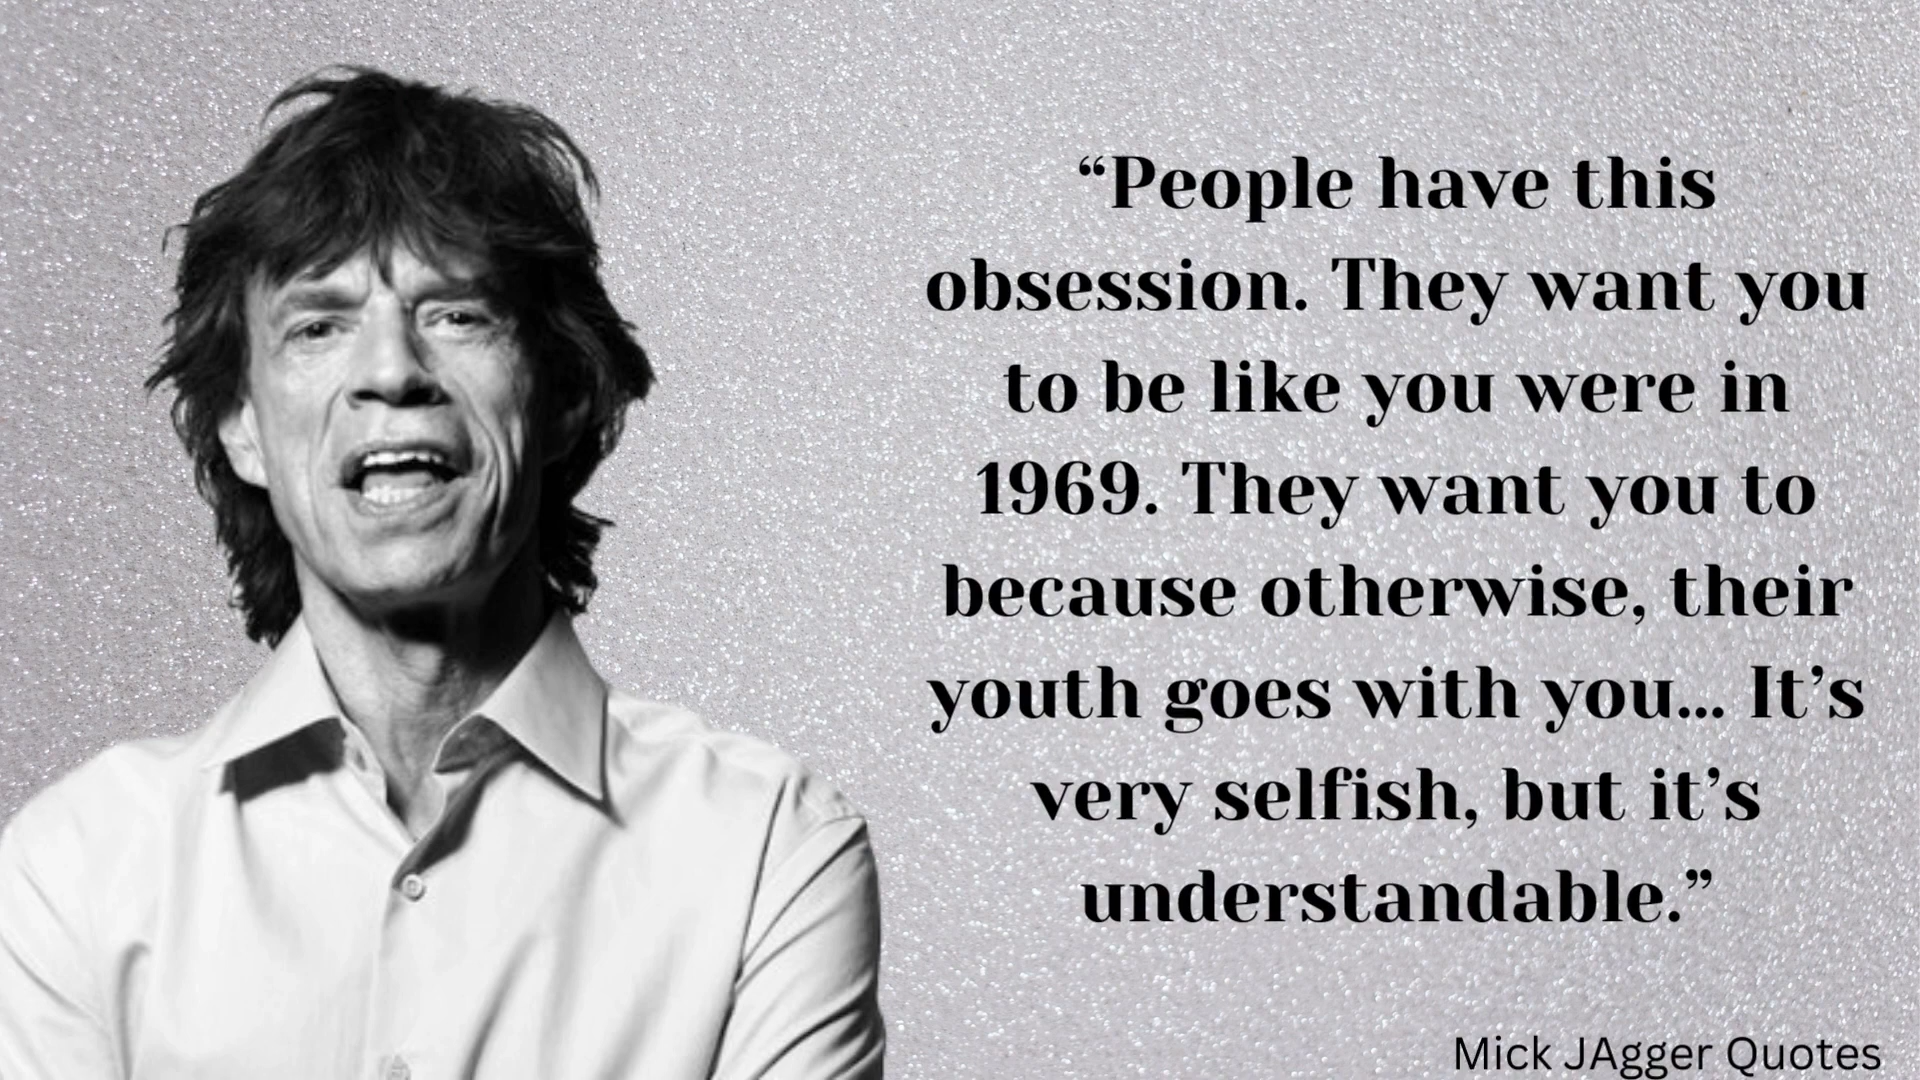 “People have this
obsession. They want you
to be like you were in
1969. They want you to
because otherwise, their
youth goes with you... It’s
very selfish, but it’s
understandable.”
Mick JAgger Quotes